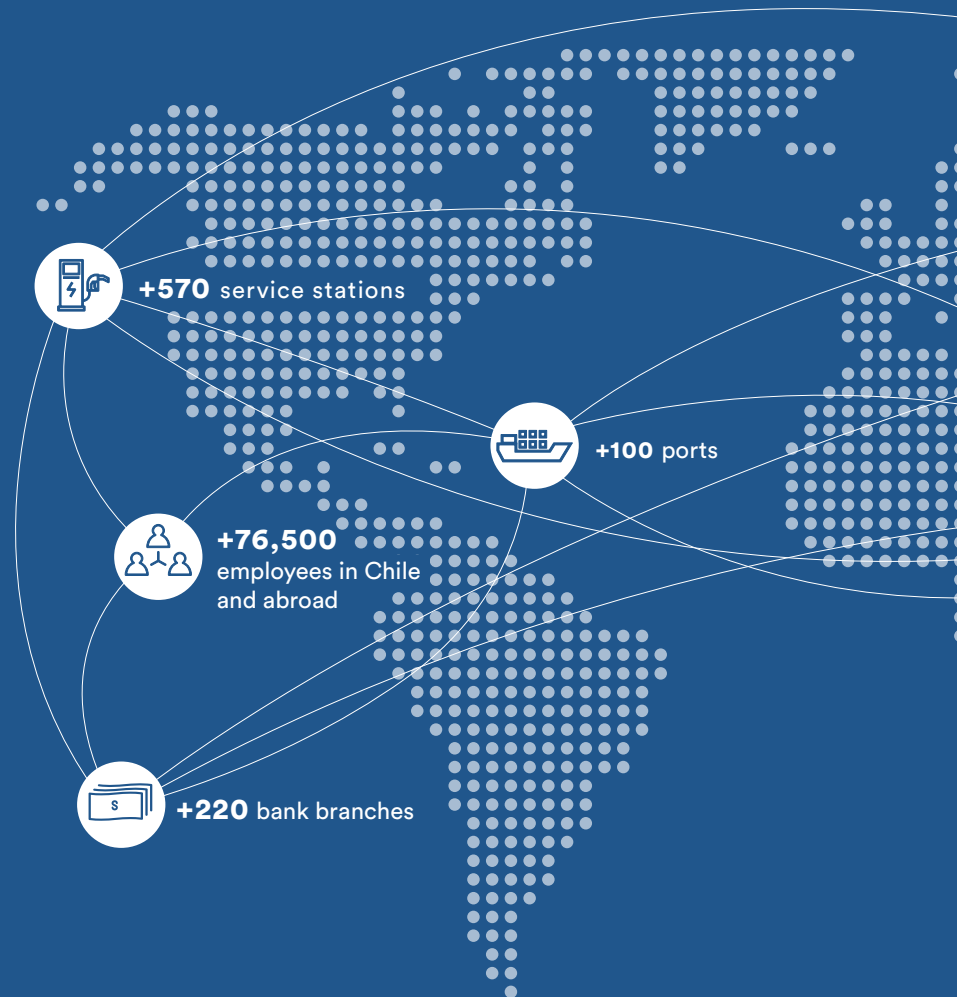 +570 service stations
+100 ports
+76,500
employees in Chile
and abroad
$
+220 bank branches